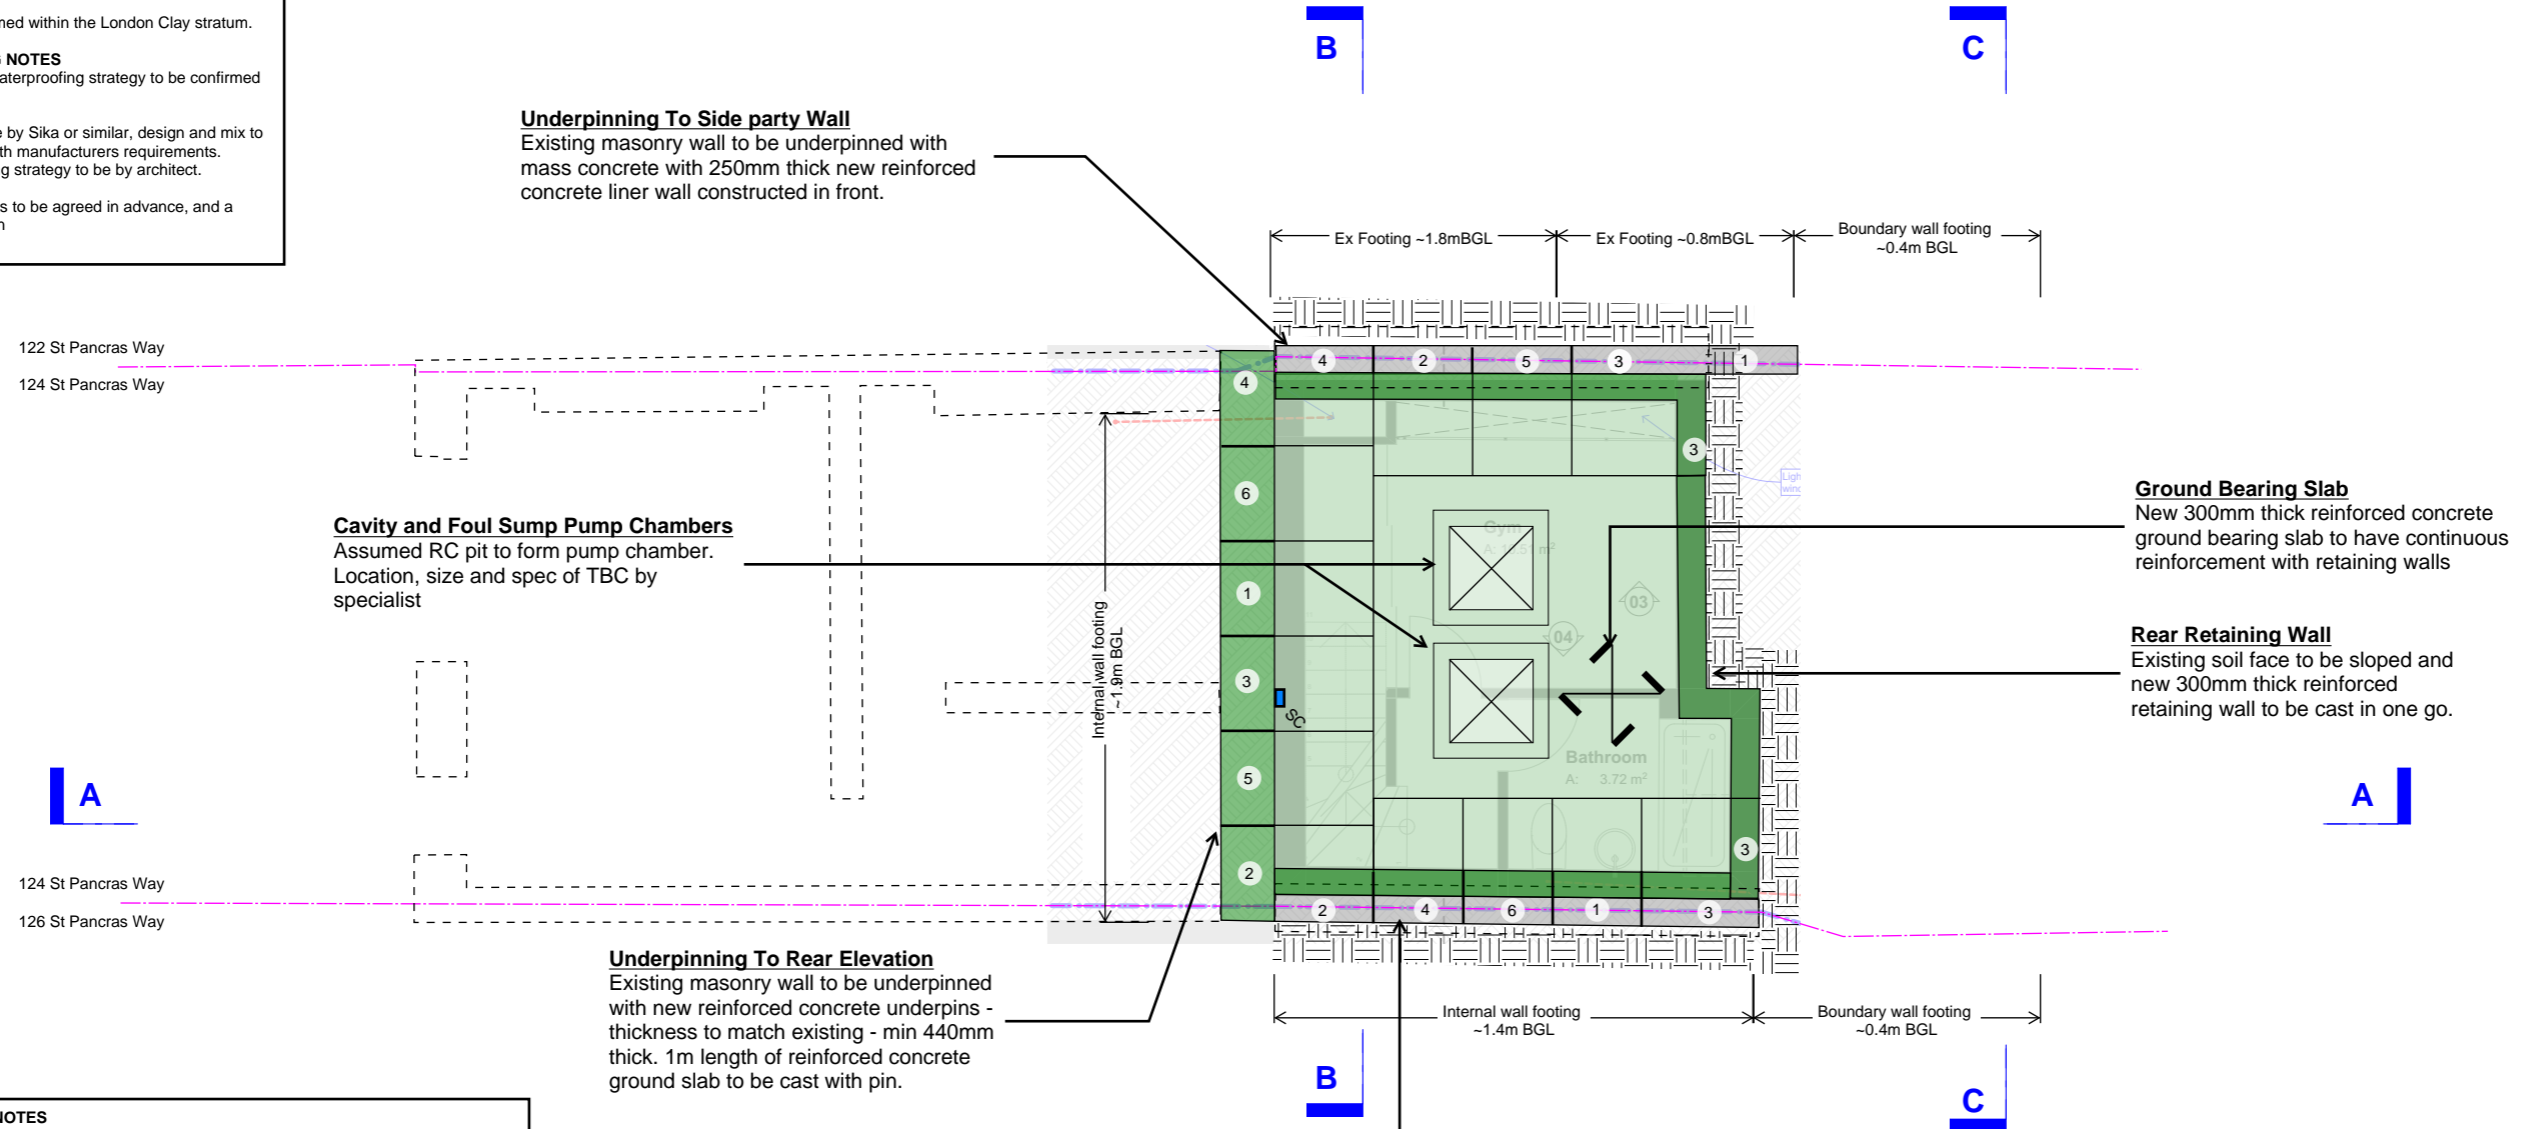 ned within the London Clay stratum.
NOTES
aterproofing strategy to be confirmed
e by Sika or similar, design and mix to
th manufacturers requirements.
g strategy to be by architect.
s to be agreed in advance, and a
B
C
Underpinning To Side party Wall
Existing masonry wall to be underpinned with
mass concrete with 250mm thick new reinforced
concrete liner wall constructed in front.
Ex Footing ~1.8mBGL
Ex Footing ~0.8mBGL
Boundary wall footing
~0.4m BGL
122 St Pancras Way
124 St Pancras Way
4
2
5
3
1
4
3
6
Cavity and Foul Sump Pump Chambers
Assumed RC pit to form pump chamber.
Location, size and spec of TBC by
specialist
Gym
Ground Bearing Slab
New 300mm thick reinforced concrete
ground bearing slab to have continuous
reinforcement with retaining walls
1
03
04
Internal wall footing
~1.9m BGL
Rear Retaining Wall
Existing soil face to be sloped and
new 300mm thick reinforced
retaining wall to be cast in one go.
3
SC
5
Bathroom
A: 3.72 m²
A
A
3
2
124 St Pancras Way
126 St Pancras Way
2
4
6
1
3
Underpinning To Rear Elevation
Existing masonry wall to be underpinned
with new reinforced concrete underpins -
thickness to match existing - min 440mm
thick. 1m length of reinforced concrete
ground slab to be cast with pin.
Internal wall footing
~1.4m BGL
Boundary wall footing
~0.4m BGL
B
C
NOTES